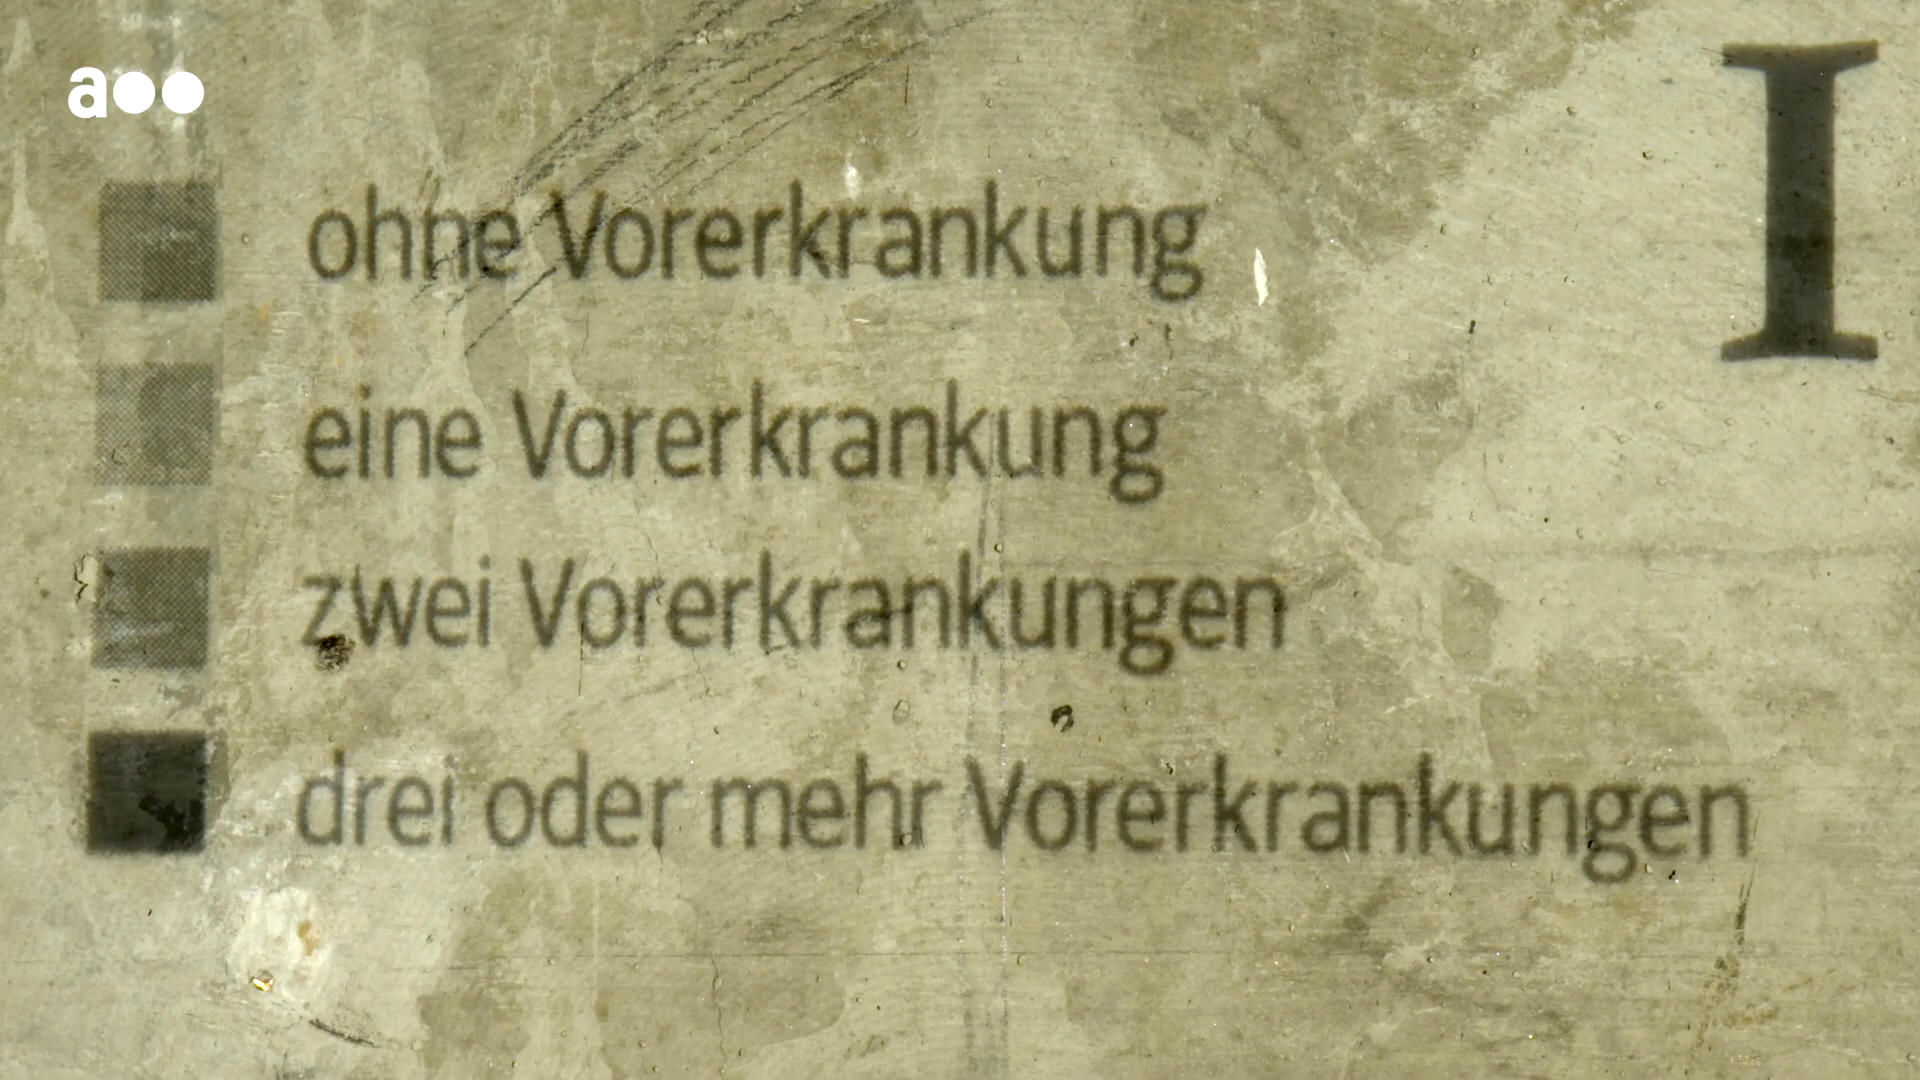 a
I
ohne Vorerkrankung
eine Vorerkrankung
zwei Vorerkrankungen
drei oder mehr Vorerkrankungen